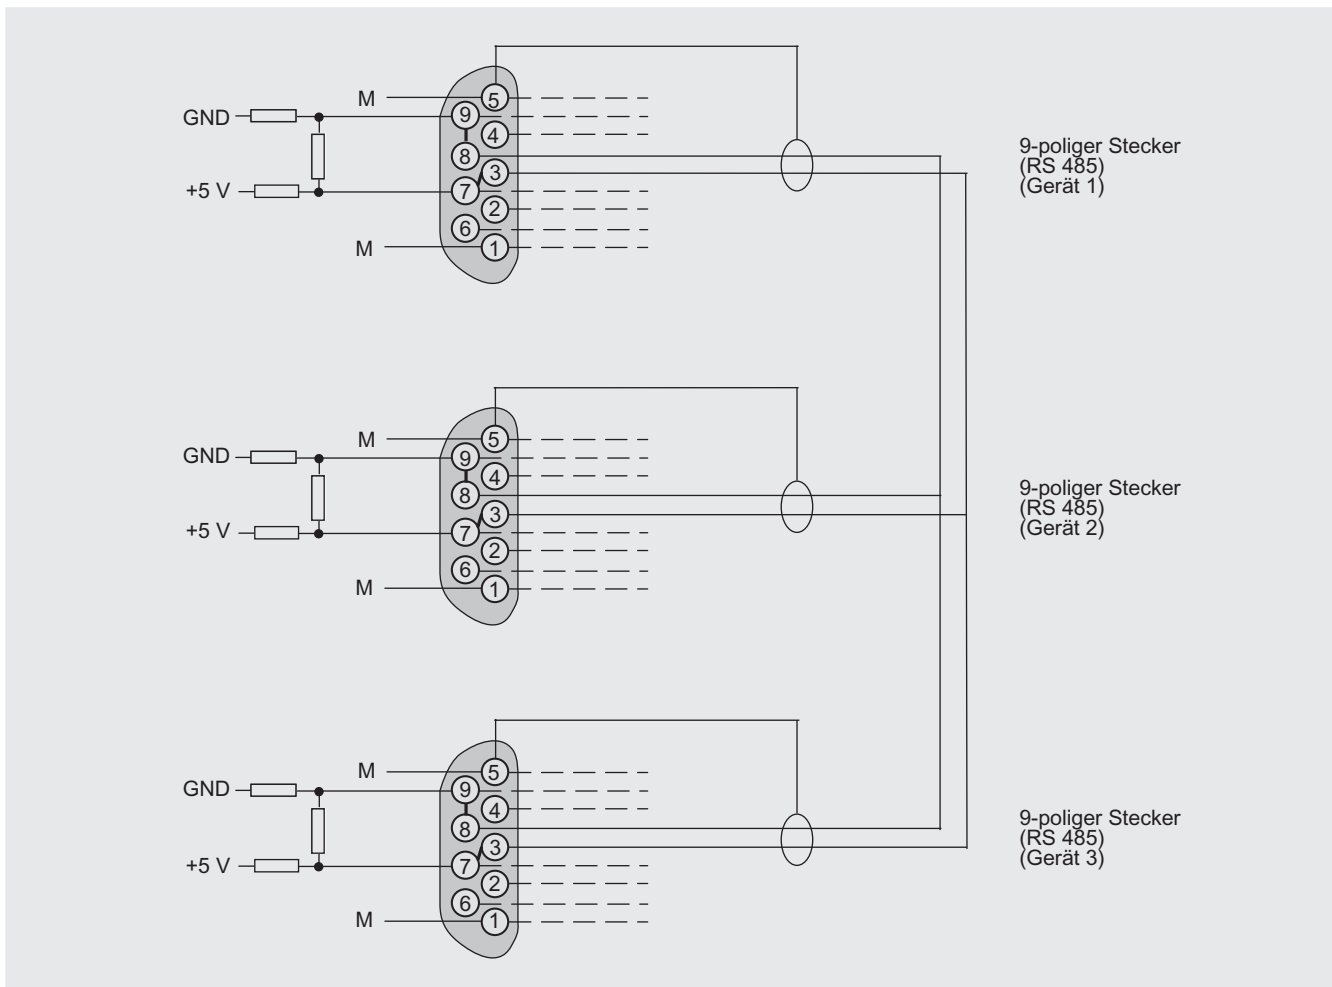 M
5
GND
9
4
8
3
+5 V
7
2
6
M
1
9-poliger Stecker
(RS 485)
(Gerät 1)
M
5
GND
9
4
8
3
+5 V
7
2
6
M
1
9-poliger Stecker
(RS 485)
(Gerät 2)
M
5
GND
9
4
8
3
+5 V
7
2
6
M
1
9-poliger Stecker
(RS 485)
(Gerät 3)